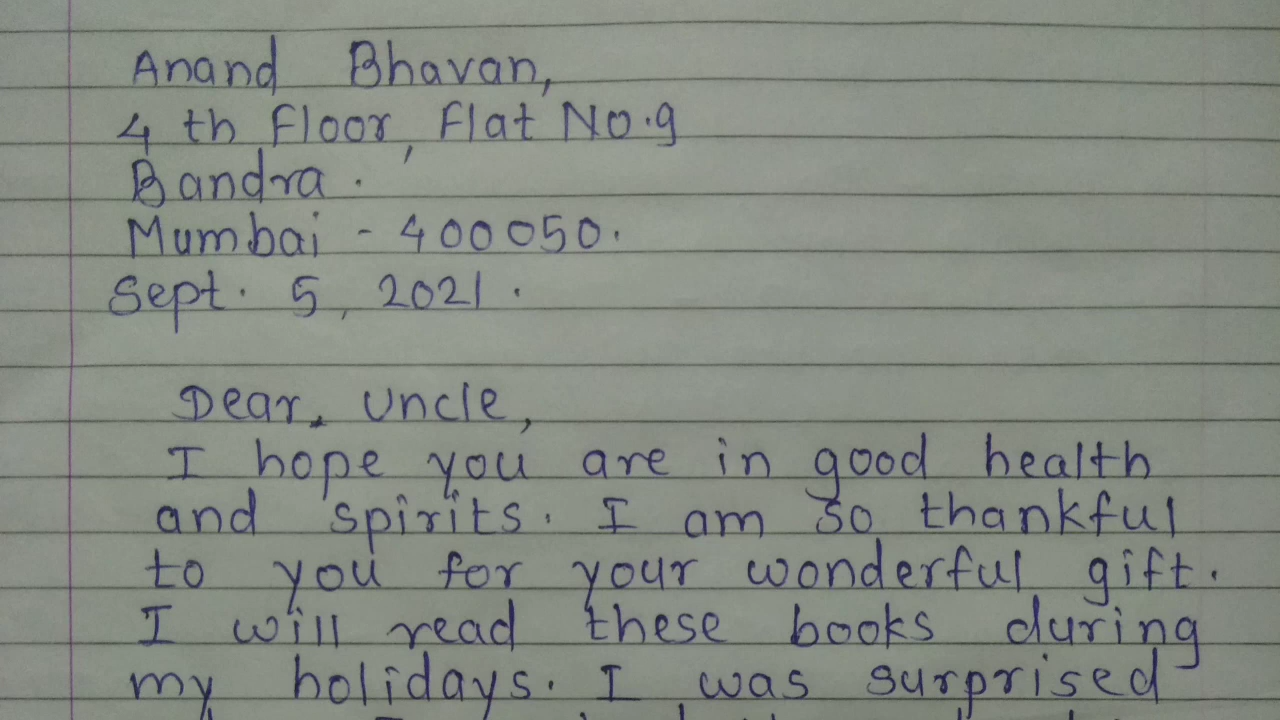 Anand Bhavan,
4 th Floor, Flat No.9
Bandra.
Mumbai - 400050.
Sept. 5, 2021.
Dear, Uncle,
I hope you are in good health
and spirits. I am so thankful
to you for your wonderful gift.
I will read these books during
my holidays. I was surprised